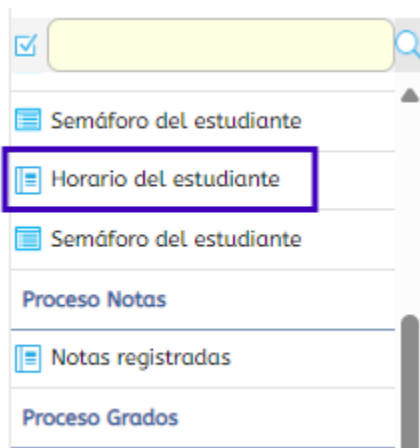 Semáforo del estudiante
Horario del estudiante
Semáforo del estudiante
Proceso Notas
Notas registradas
Proceso Grados